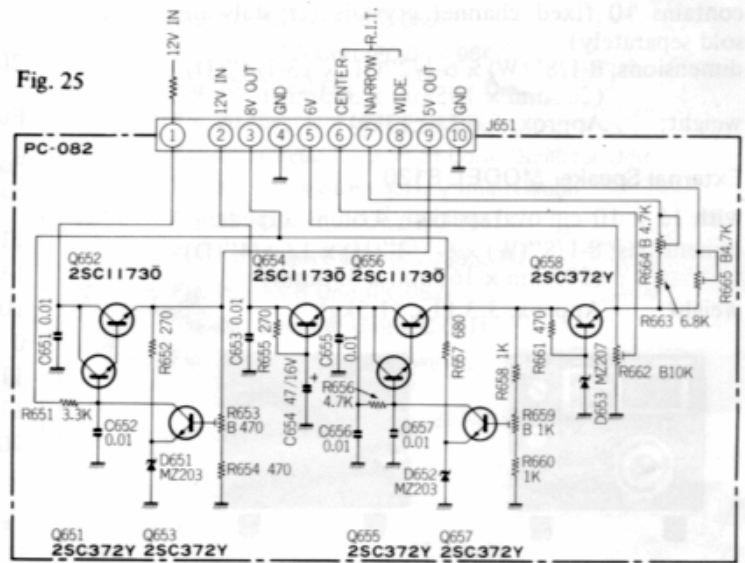 Fig. 25
12V IN
12V IN
8V OUT
GND
6V
CENTER
NARROW
WIDE
R.I.T.
5V OUT
GND
1 2 3 4 5 6 7 8 9 10
J651
PC-082
Q652
2SC1173O
Q654
2SC1173O
Q656
2SC1173O
Q658
2SC372Y
C651 0.01
R652 270
C653 0.01
R655 270
C655 0.01
R657 680
R658 1K
R661 470
D653 MZ207
R664 B 4.7K
R665 B4.7K
R663 6.8K
R662 B10K
R651 3.3K
C652 0.01
R653 B 470
C654 47/16V
+
R656 4.7K
C656 0.01
C657 0.01
R659 B 1K
D651 MZ203
R654 470
D652 MZ203
R660 1K
Q651
2SC372Y
Q653
2SC372Y
Q655
2SC372Y
Q657
2SC372Y